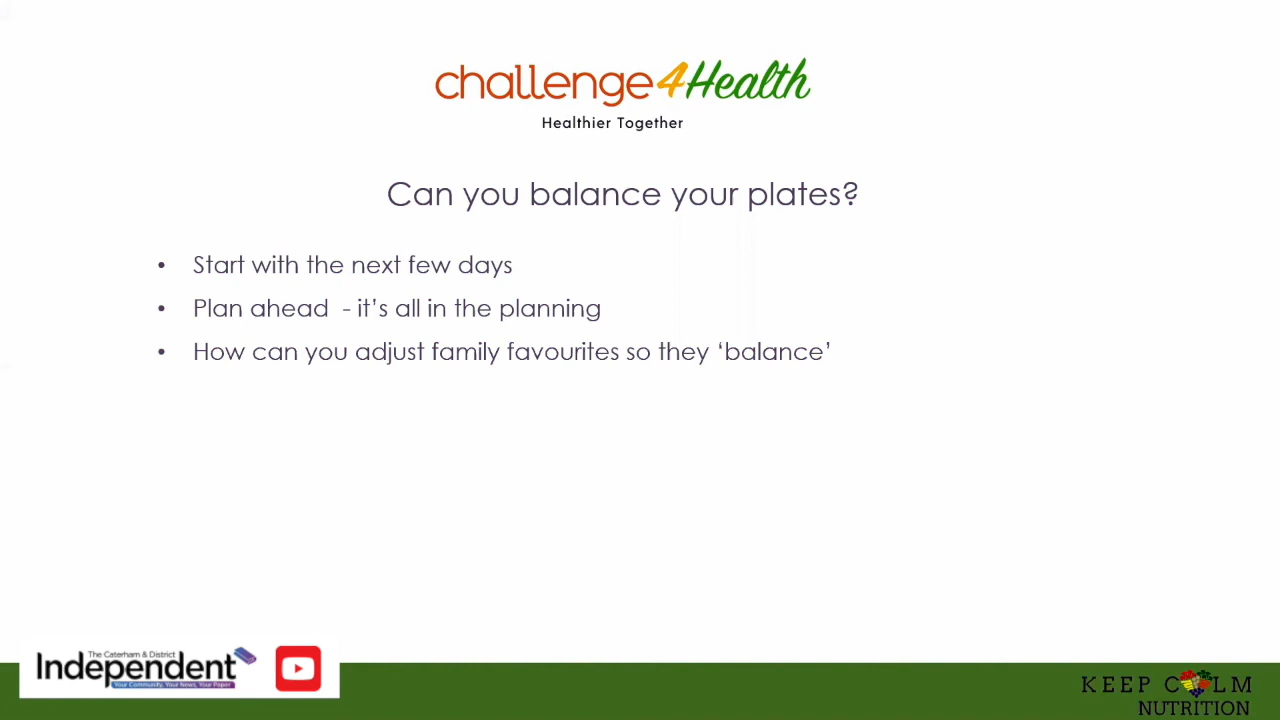 challenge4Health
Healthier Together
Can you balance your plates?
• Start with the next few days
• Plan ahead - it’s all in the planning
• How can you adjust family favourites so they ‘balance’
The Caterham & District
Independent
Your Community, Your News, Your Paper
KEEP CALM
NUTRITION